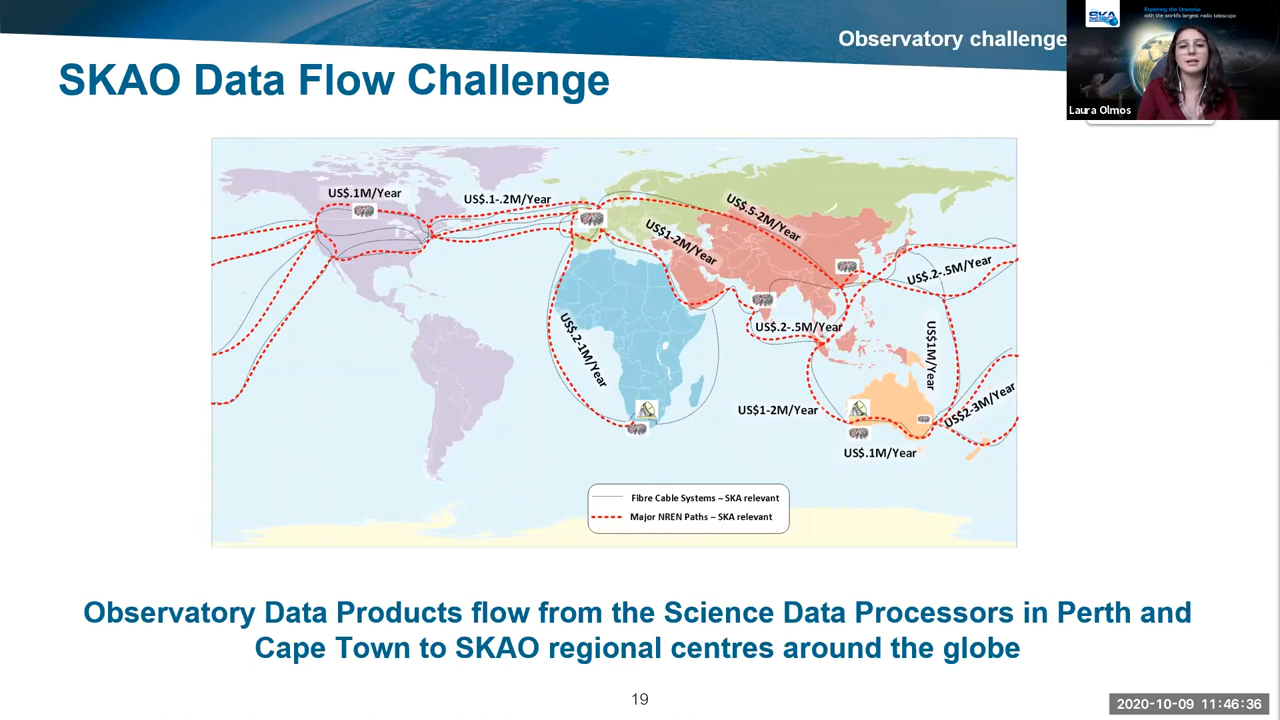 Observatory challenge
SKA
Exploring the Universe
with the world's largest radio telescope
Laura Olmos
SKAO Data Flow Challenge
US$.1M/Year
US$.1-.2M/Year
US$.5-2M/Year
US$1-2M/Year
US$.2-.5M/Year
US$.2-.5M/Year
US$.2-1M/Year
US$1M/Year
US$1-2M/Year
US$2-3M/Year
US$.1M/Year
Fibre Cable Systems – SKA relevant
Major NREN Paths – SKA relevant
Observatory Data Products flow from the Science Data Processors in Perth and
Cape Town to SKAO regional centres around the globe
19
2020-10-09 11:46:36